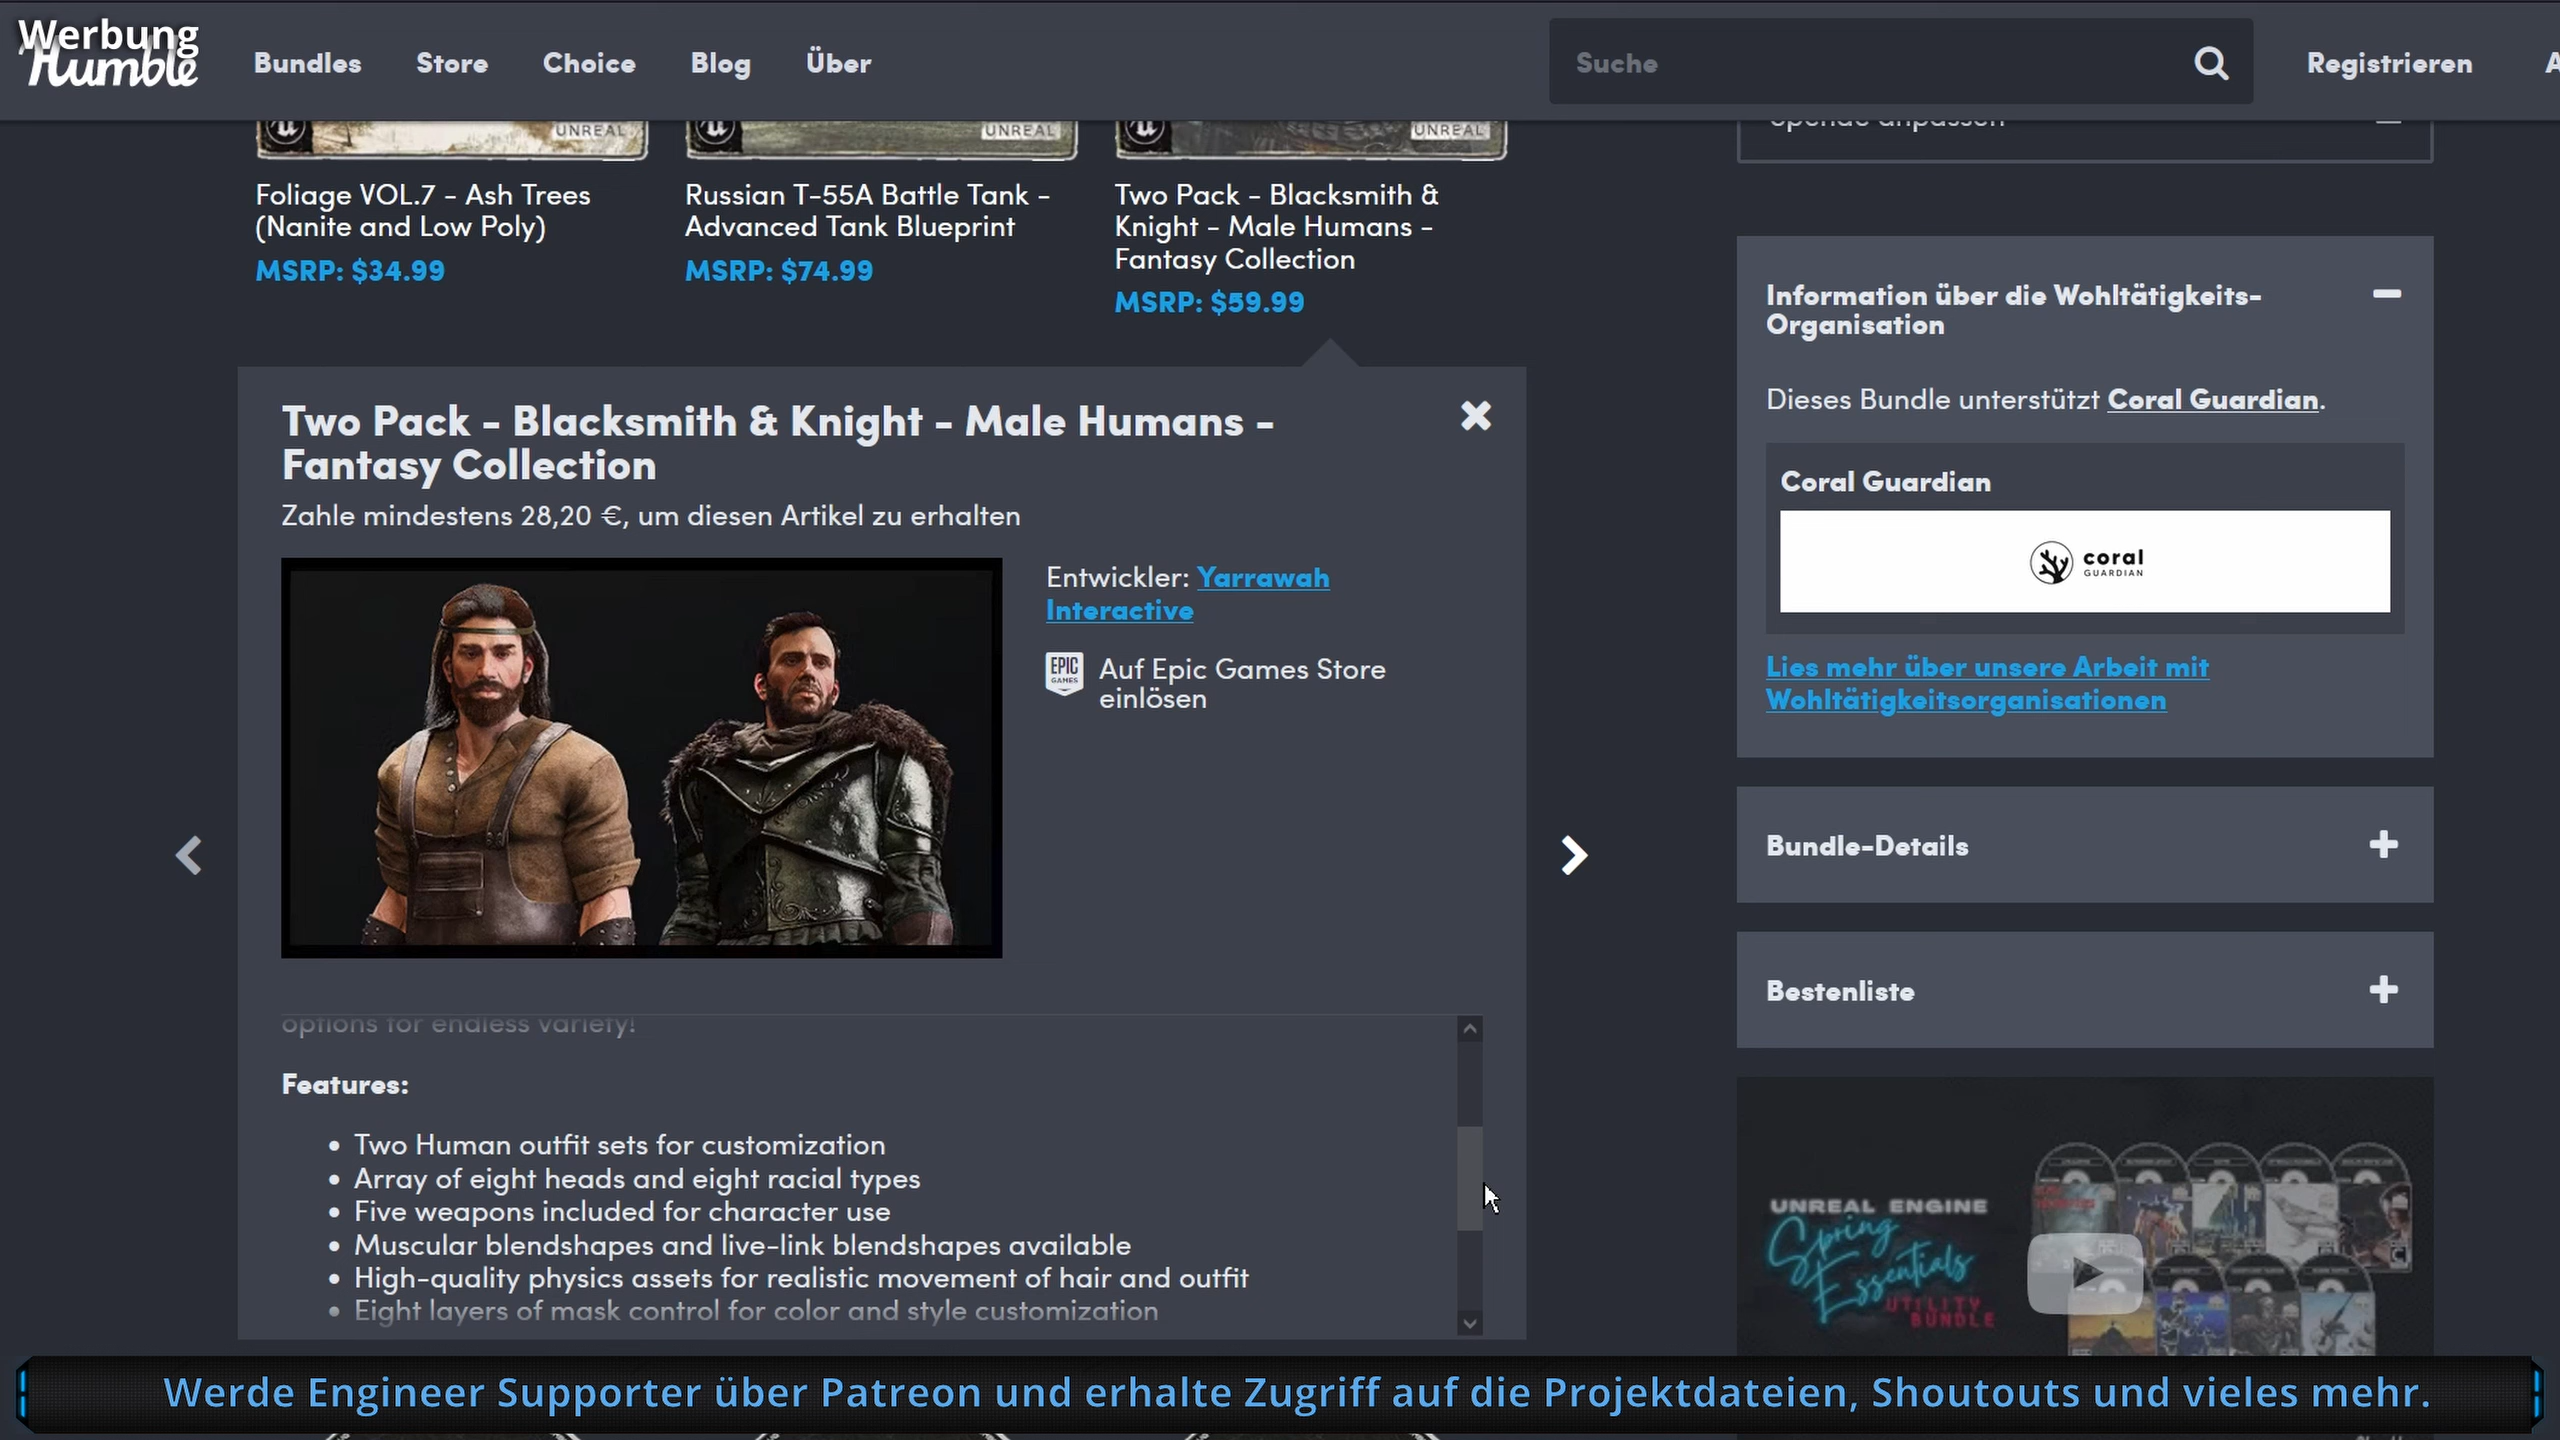 Werbung
Humble
Bundles
Store
Choice
Blog
Über
Suche
Registrieren
UNREAL
UNREAL
UNREAL
Spende anpassen
Foliage VOL.7 - Ash Trees
(Nanite and Low Poly)
MSRP: $34.99
Russian T-55A Battle Tank -
Advanced Tank Blueprint
MSRP: $74.99
Two Pack - Blacksmith &
Knight - Male Humans -
Fantasy Collection
MSRP: $59.99
Two Pack - Blacksmith & Knight - Male Humans -
Fantasy Collection
Zahle mindestens 28,20 €, um diesen Artikel zu erhalten
Entwickler: Yarrawah
Interactive
EPIC
GAMES
Auf Epic Games Store
einlösen
options for endless variety!
Features:
• Two Human outfit sets for customization
• Array of eight heads and eight racial types
• Five weapons included for character use
• Muscular blendshapes and live-link blendshapes available
• High-quality physics assets for realistic movement of hair and outfit
• Eight layers of mask control for color and style customization
Information über die Wohltätigkeits-
Organisation
Dieses Bundle unterstützt Coral Guardian.
Coral Guardian
coral
GUARDIAN
Lies mehr über unsere Arbeit mit
Wohltätigkeitsorganisationen
Bundle-Details
Bestenliste
UNREAL ENGINE
Spring
Essentials
UTILITY
BUNDLE
Werde Engineer Supporter über Patreon und erhalte Zugriff auf die Projektdateien, Shoutouts und vieles mehr.